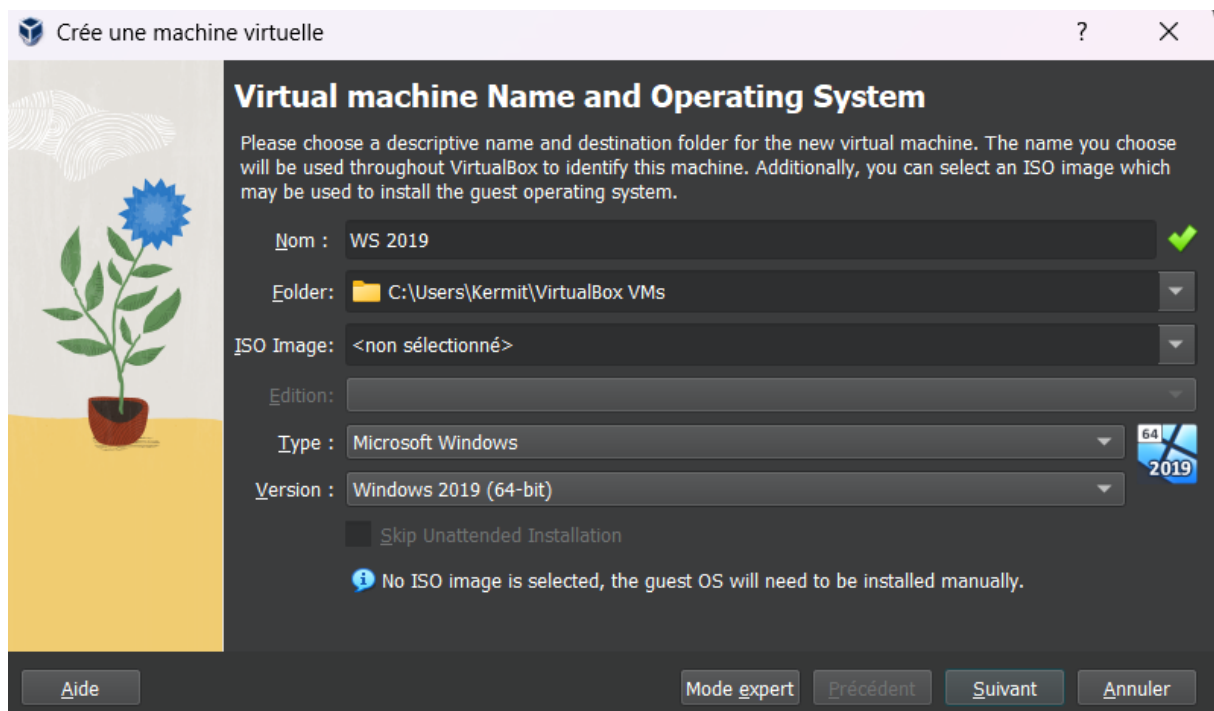 Crée une machine virtuelle
?
Virtual machine Name and Operating System
Please choose a descriptive name and destination folder for the new virtual machine. The name you choose
will be used throughout VirtualBox to identify this machine. Additionally, you can select an ISO image which
may be used to install the guest operating system.
Nom : WS 2019
Folder: C:\Users\Kermit\VirtualBox VMs
ISO Image: <non sélectionné>
Edition:
Type : Microsoft Windows
64
2019
Version : Windows 2019 (64-bit)
Skip Unattended Installation
No ISO image is selected, the guest OS will need to be installed manually.
Aide Mode expert Précédent Suivant Annuler